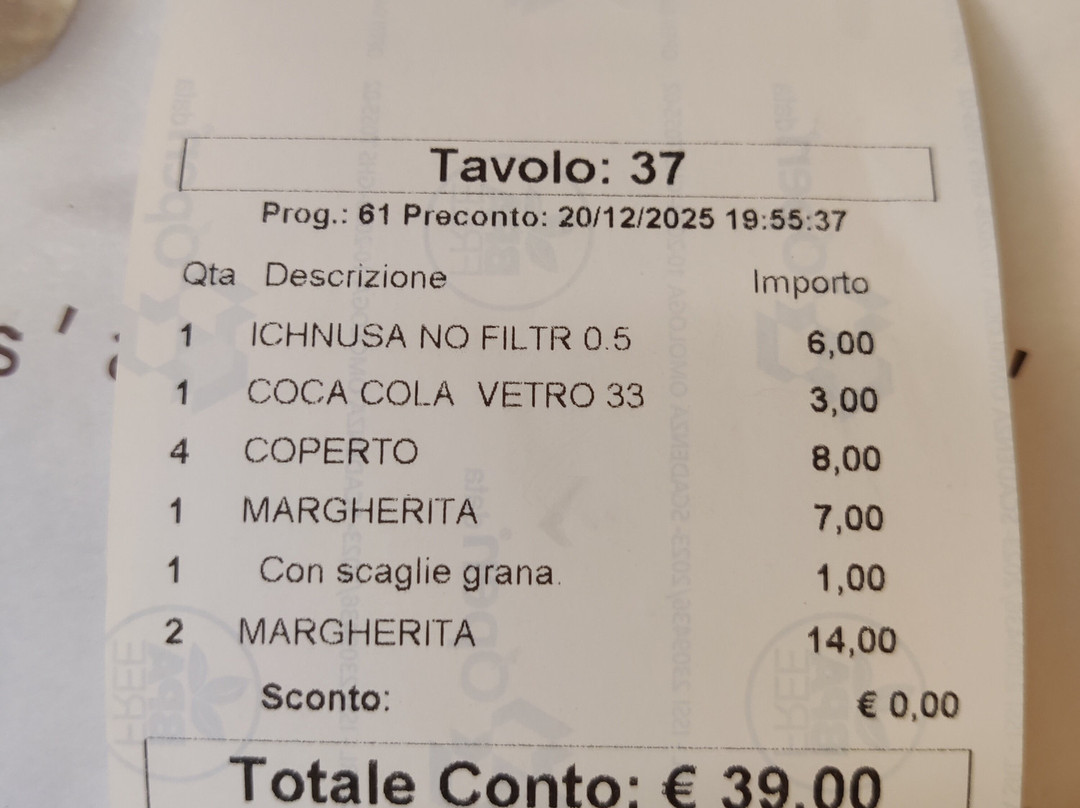 Tavolo: 37
Prog.: 61 Preconto: 20/12/2025 19:55:37
Qta Descrizione Importo
1 ICHNUSA NO FILTR 0.5 6,00
1 COCA COLA VETRO 33 3,00
4 COPERTO 8,00
1 MARGHERITA 7,00
1 Con scaglie grana. 1,00
2 MARGHERITA 14,00
Sconto: € 0,00
Totale Conto: € 39,00